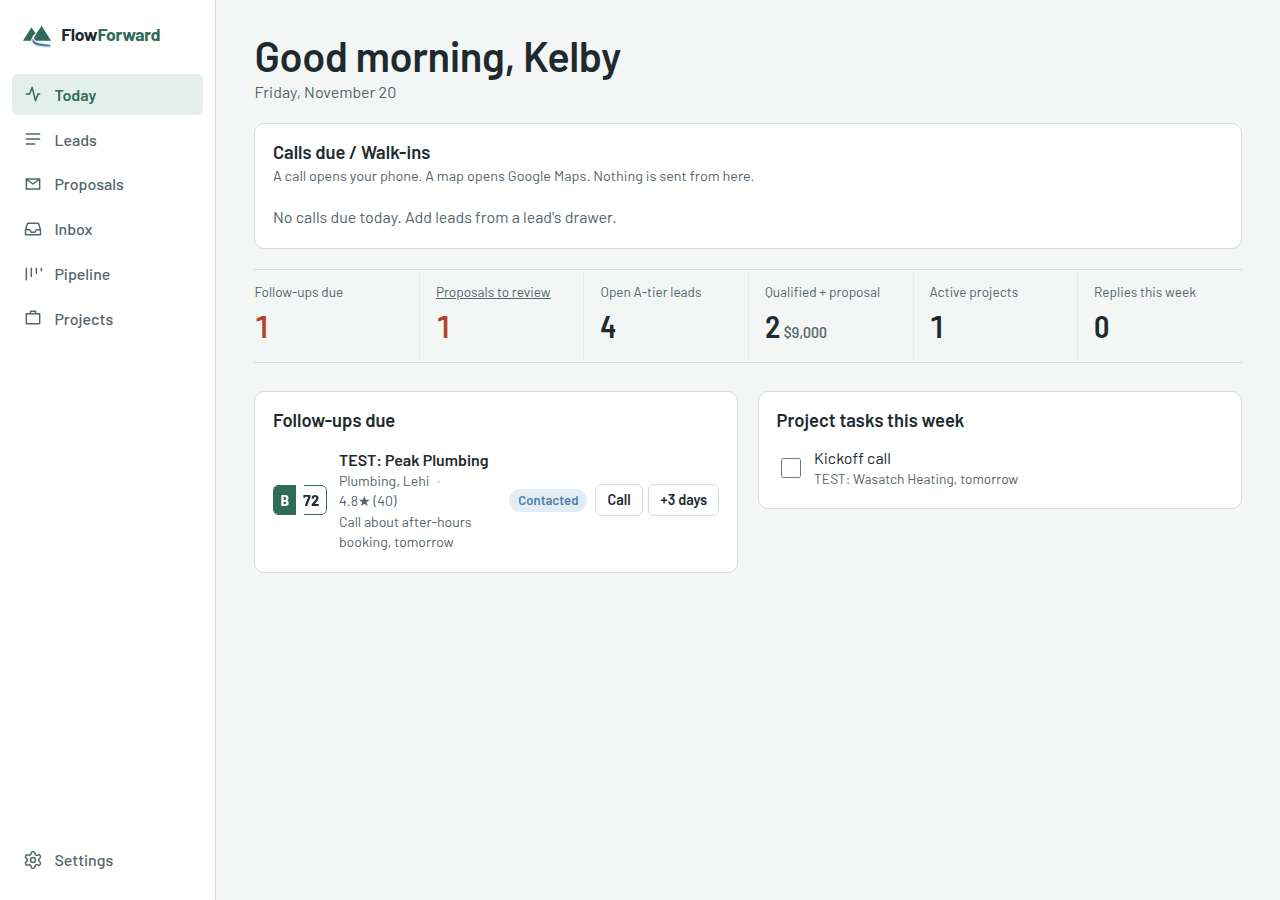 FlowForward
Today
Leads
Proposals
Inbox
Pipeline
Projects
Settings
Good morning, Kelby
Friday, November 20
Calls due / Walk-ins
A call opens your phone. A map opens Google Maps. Nothing is sent from here.
No calls due today. Add leads from a lead's drawer.
Follow-ups due
1
Proposals to review
1
Open A-tier leads
4
Qualified + proposal
2 $9,000
Active projects
1
Replies this week
0
Follow-ups due
B 72
TEST: Peak Plumbing
Plumbing, Lehi ·
4.8★ (40)
Call about after-hours
booking, tomorrow
Contacted
Call
+3 days
Project tasks this week
Kickoff call
TEST: Wasatch Heating, tomorrow